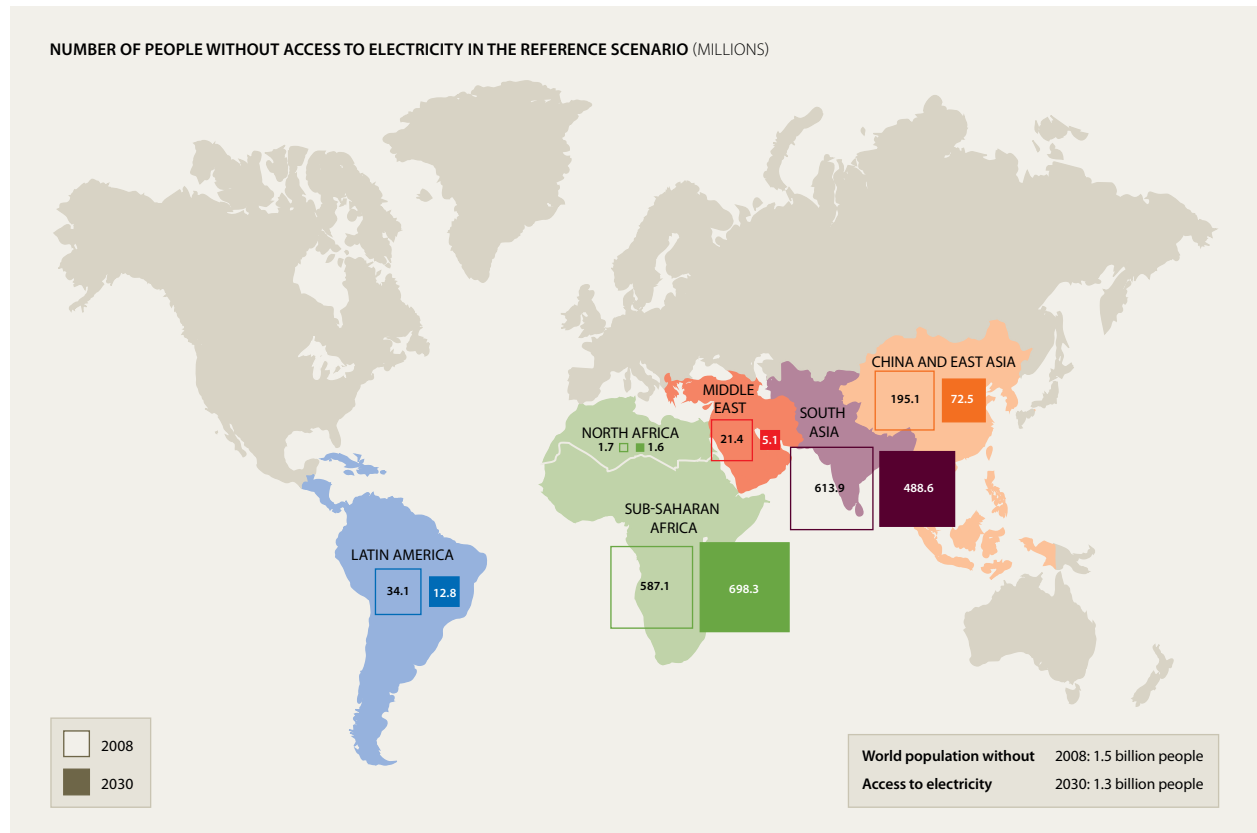 NUMBER OF PEOPLE WITHOUT ACCESS TO ELECTRICITY IN THE REFERENCE SCENARIO (MILLIONS)
CHINA AND EAST ASIA
195.1 72.5
MIDDLE
EAST
21.4 5.1
SOUTH
ASIA
613.9 488.6
NORTH AFRICA
1.7 1.6
SUB-SAHARAN
AFRICA
587.1 698.3
LATIN AMERICA
34.1 12.8
2008
2030
World population without 2008: 1.5 billion people
Access to electricity 2030: 1.3 billion people